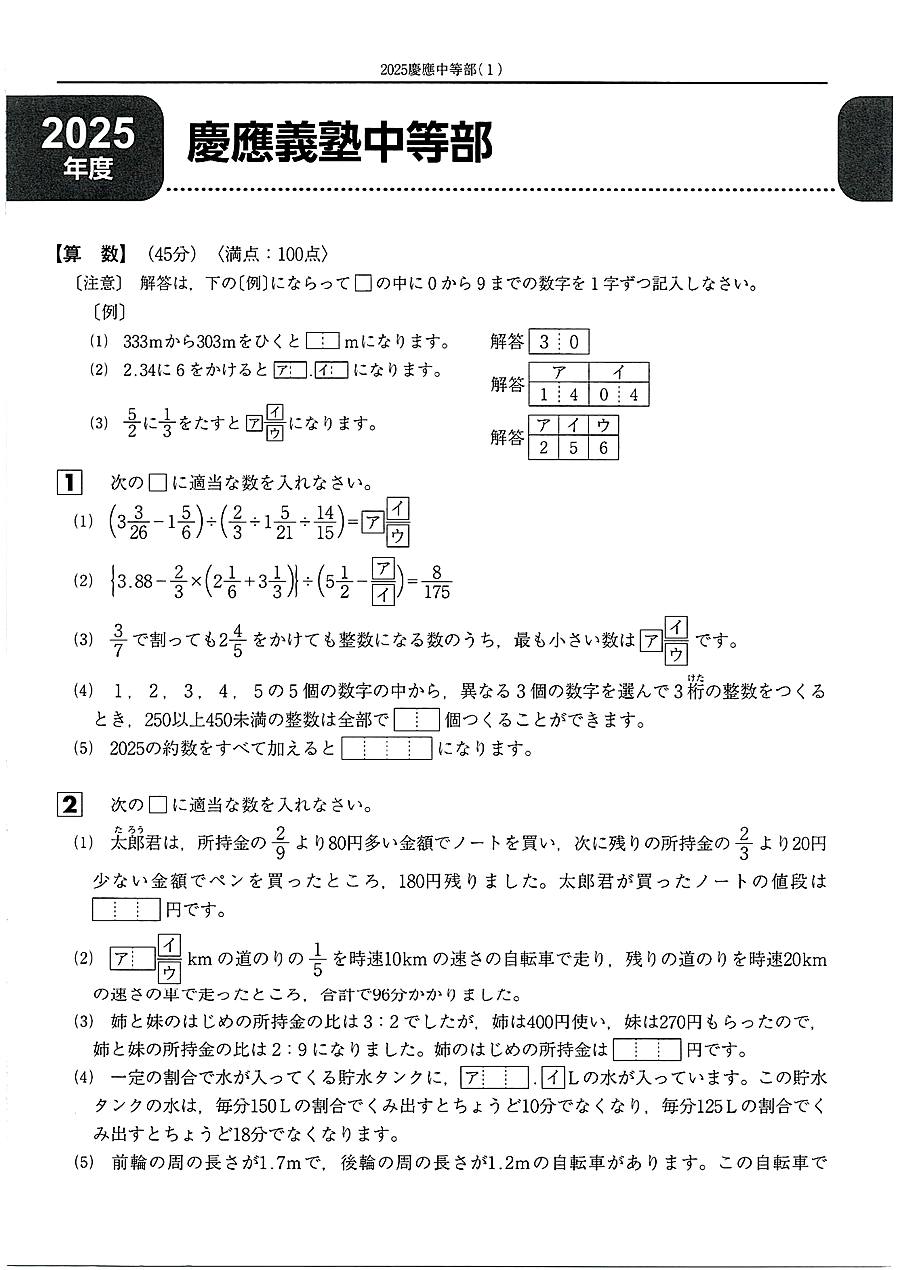 2025慶應中等部(1)
2025
年度
慶應義塾中等部
【算 数】 (45分) 〈満点:100点〉
〔注意〕 解答は,下の〔例〕にならって□の中に0から9までの数字を1字ずつ記入しなさい。
〔例〕
(1) 333mから303mをひくと□□mになります。 解答 3 0
(2) 2.34に6をかけるとア.イになります。 解答 ア イ 1 4 0 4
(3) 5/2に1/3をたすとアイ/ウになります。 解答 ア イ ウ 2 5 6
1 次の□に適当な数を入れなさい。
(1) (3 3/26−1 5/6)÷(2/3÷1 5/21÷14/15)=アイ/ウ
(2) {3.88−2/3×(2 1/6+3 1/3)}÷(5 1/2−ア/イ)=8/175
(3) 3/7で割っても2 4/5をかけても整数になる数のうち,最も小さい数はアイ/ウです。
(4) 1,2,3,4,5の5個の数字の中から,異なる3個の数字を選んで3桁けたの整数をつくる
とき,250以上450未満の整数は全部で□□個つくることができます。
(5) 2025の約数をすべて加えると□□□□になります。
2 次の□に適当な数を入れなさい。
(1) 太郎たろう君は,所持金の2/9より80円多い金額でノートを買い,次に残りの所持金の2/3より20円
少ない金額でペンを買ったところ,180円残りました。太郎君が買ったノートの値段は
□□□円です。
(2) アイ/ウkmの道のりの1/5を時速10kmの速さの自転車で走り,残りの道のりを時速20km
の速さの車で走ったところ,合計で96分かかりました。
(3) 姉と妹のはじめの所持金の比は3:2でしたが,姉は400円使い,妹は270円もらったので,
姉と妹の所持金の比は2:9になりました。姉のはじめの所持金は□□□円です。
(4) 一定の割合で水が入ってくる貯水タンクに,ア.イLの水が入っています。この貯水
タンクの水は,毎分150Lの割合でくみ出すとちょうど10分でなくなり,毎分125Lの割合でく
み出すとちょうど18分でなくなります。
(5) 前輪の周の長さが1.7mで,後輪の周の長さが1.2mの自転車があります。この自転車で